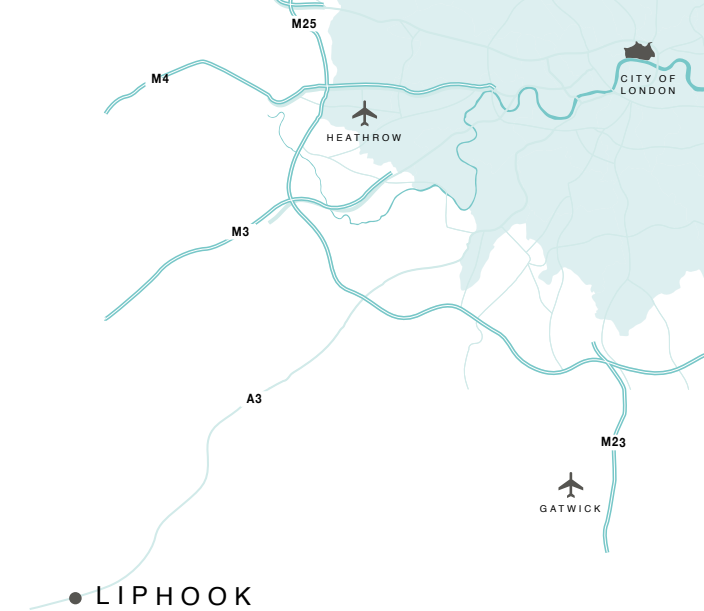 M25
M4
CITY OF
LONDON
HEATHROW
M3
A3
M23
GATWICK
LIPHOOK